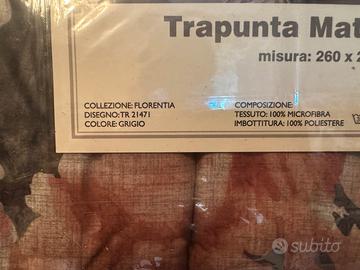 Trapunta Mat
misura: 260 x 2
COLLEZIONE: FLORENTIA
DISEGNO: TR 21471
COLORE: GRIGIO
COMPOSIZIONE:
TESSUTO: 100% MICROFIBRA
IMBOTTITURA: 100% POLIESTERE
subito